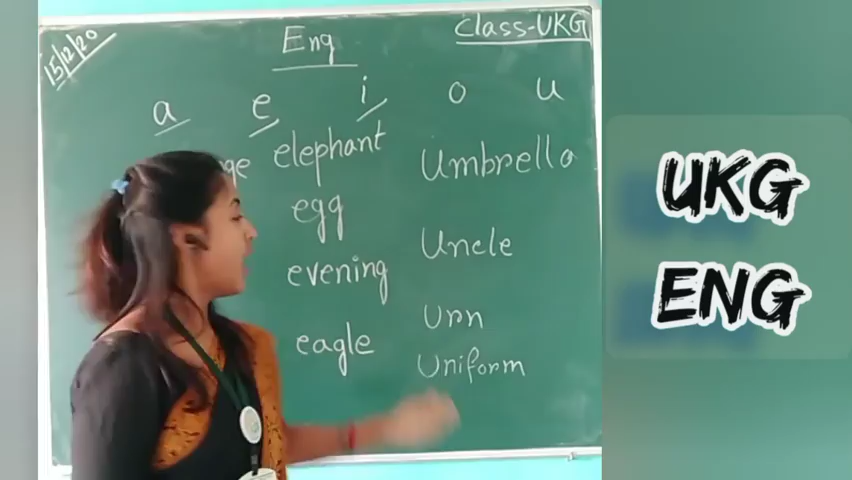 15/12/20
Eng
Class-UKG
a e i o u
elephant Umbrella
egg
Uncle
evening
Urn
eagle
Uniform
UKG
ENG